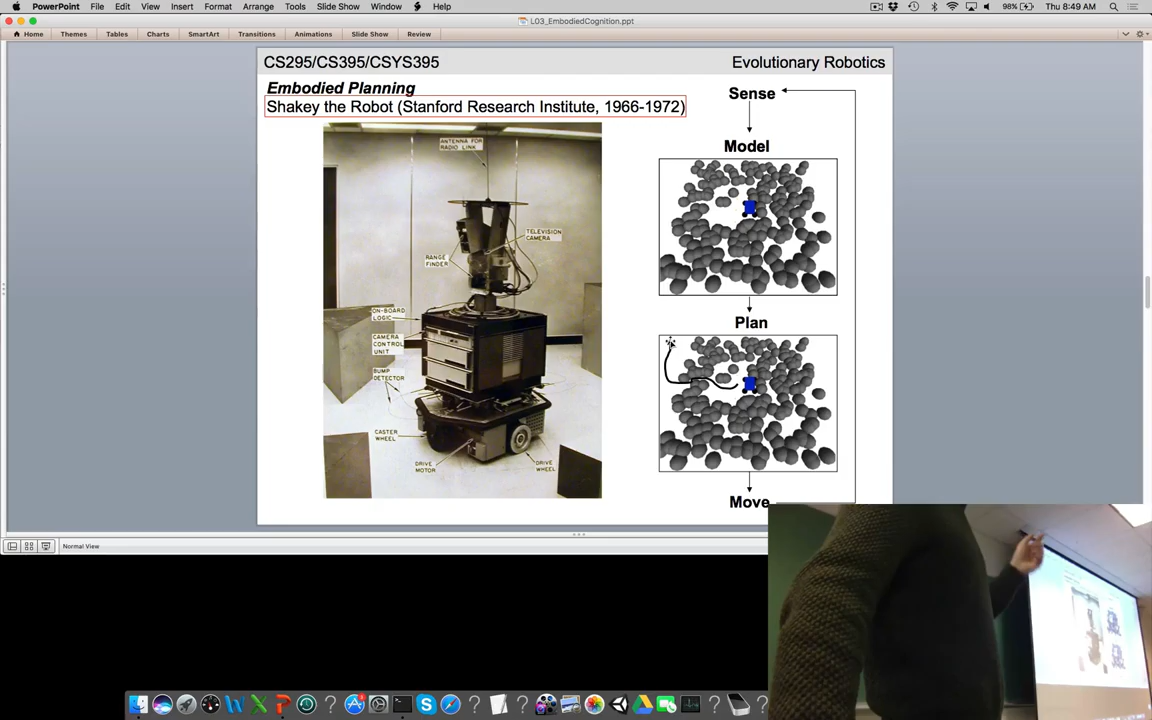 PowerPoint File Edit View Insert Format Arrange Tools Slide Show Window Help 98% Thu 8:49 AM
L03_EmbodiedCognition.ppt
Home Themes Tables Charts SmartArt Transitions Animations Slide Show Review
CS295/CS395/CSYS395 Evolutionary Robotics
Embodied Planning
Shakey the Robot (Stanford Research Institute, 1966-1972)
ANTENNA FOR
RADIO LINK
TELEVISION
CAMERA
RANGE
FINDER
ON-BOARD
LOGIC
CAMERA
CONTROL
UNIT
BUMP
DETECTOR
CASTER
WHEEL
DRIVE
MOTOR
DRIVE
WHEEL
Sense
Model
Plan
Move
Normal View